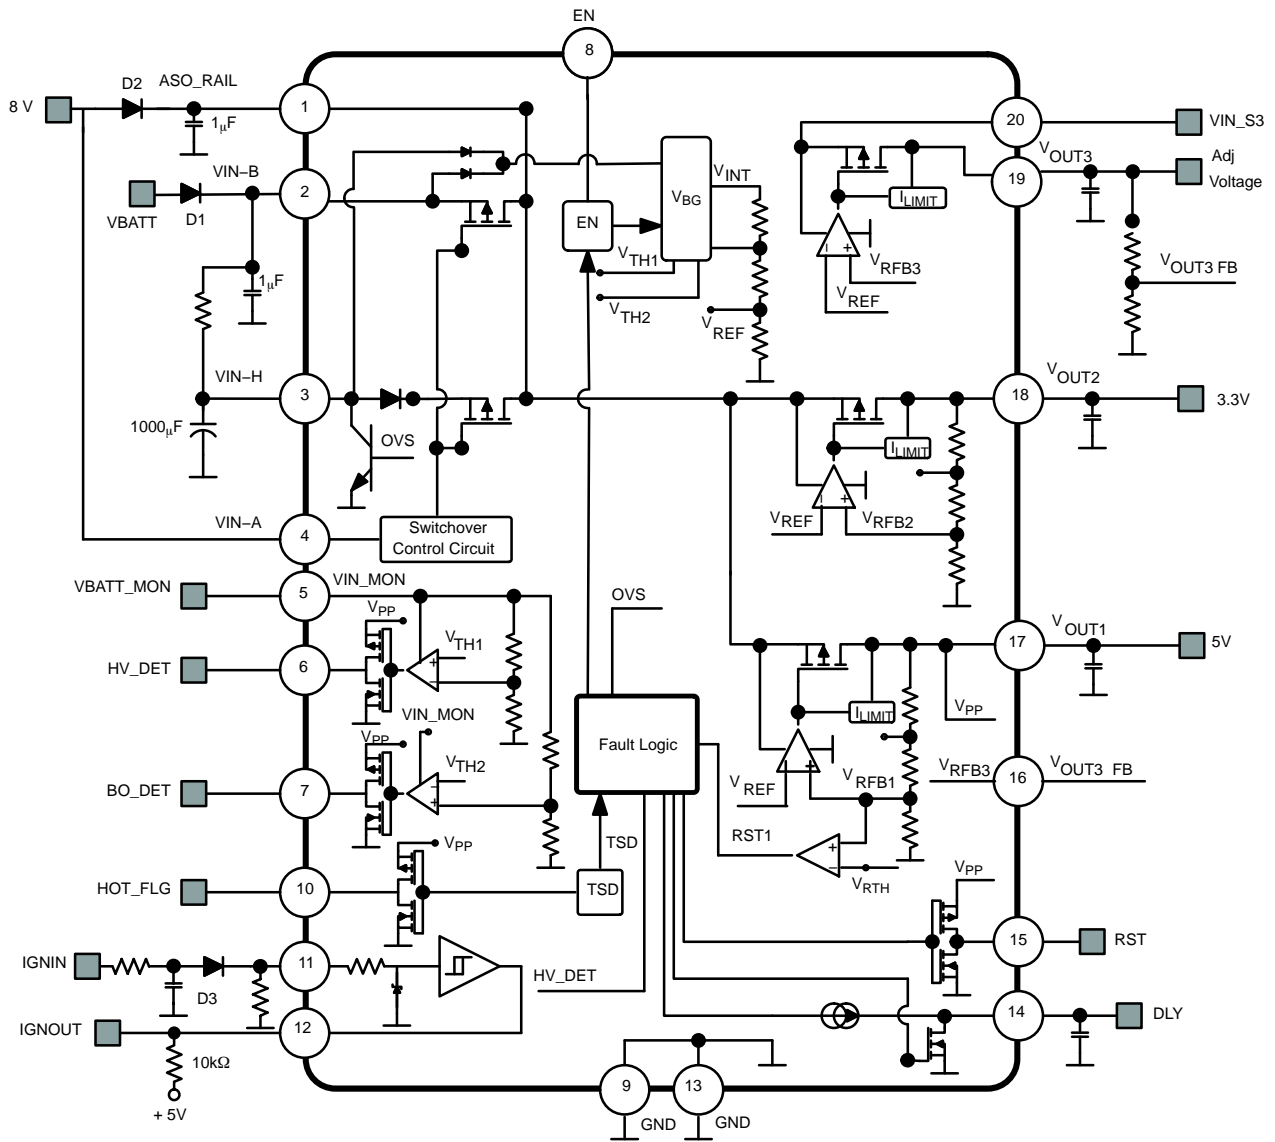 EN
8
8 V
D2
ASO_RAIL
1μF
1
20
VIN_S3
VOUT3
Adj
Voltage
19
VIN−B
VBATT
D1
2
1μF
EN
VBG
VINT
VTH1
VTH2
VREF
ILIMIT
VRFB3
VREF
VOUT3 FB
VIN−H
3
1000μF
OVS
18
VOUT2
3.3V
ILIMIT
VREF
VRFB2
VIN−A
4
Switchover
Control Circuit
VBATT_MON
5
VIN_MON
VPP
VTH1
HV_DET
6
VIN_MON
VPP
VTH2
BO_DET
7
OVS
Fault Logic
17
VOUT1
5V
ILIMIT
VPP
VREF
VRFB1
VRFB3
16
VOUT3 FB
RST1
VRTH
TSD
TSD
VPP
HOT_FLG
10
VPP
15
RST
IGNIN
D3
11
HV_DET
IGNOUT
12
10kΩ
+ 5V
14
DLY
9
13
GND
GND